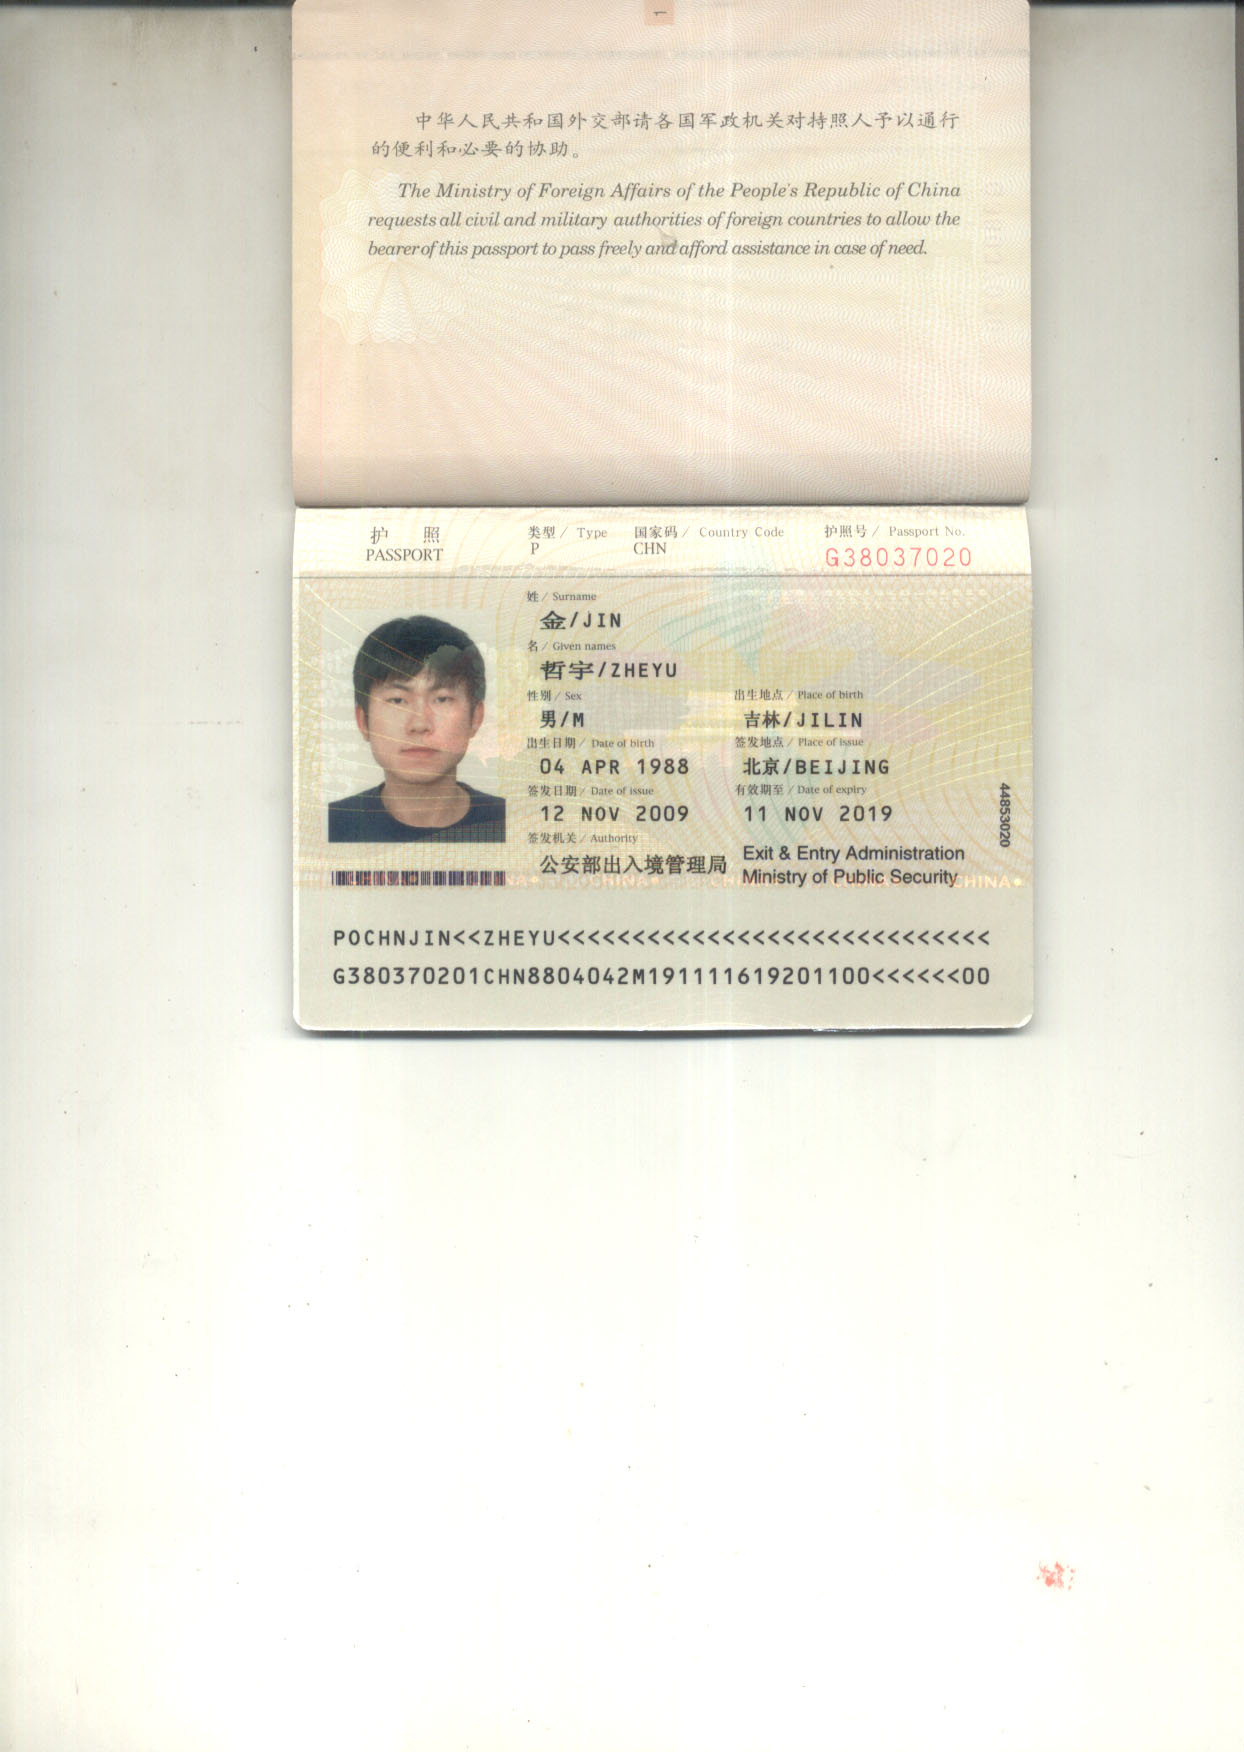 1
中华人民共和国外交部请各国军政机关对持照人予以通行
的便利和必要的协助。
The Ministry of Foreign Affairs of the People's Republic of China
requests all civil and military authorities of foreign countries to allow the
bearer of this passport to pass freely and afford assistance in case of need.
护 照 类型 / Type 国家码 / Country Code 护照号 / Passport No.
PASSPORT P CHN G38037020
姓 / Surname
金/JIN
名 / Given names
哲宇/ZHEYU
性别 / Sex 出生地点 / Place of birth
男/M 吉林/JILIN
出生日期 / Date of birth 签发地点 / Place of issue
04 APR 1988 北京/BEIJING
签发日期 / Date of issue 有效期至 / Date of expiry
12 NOV 2009 11 NOV 2019
签发机关 / Authority
公安部出入境管理局 Exit & Entry Administration
Ministry of Public Security
44853020
CHINA
POCHNJIN<<ZHEYU<<<<<<<<<<<<<<<<<<<<<<<<<<<<<
G380370201CHN8804042M191111619201100<<<<<<00